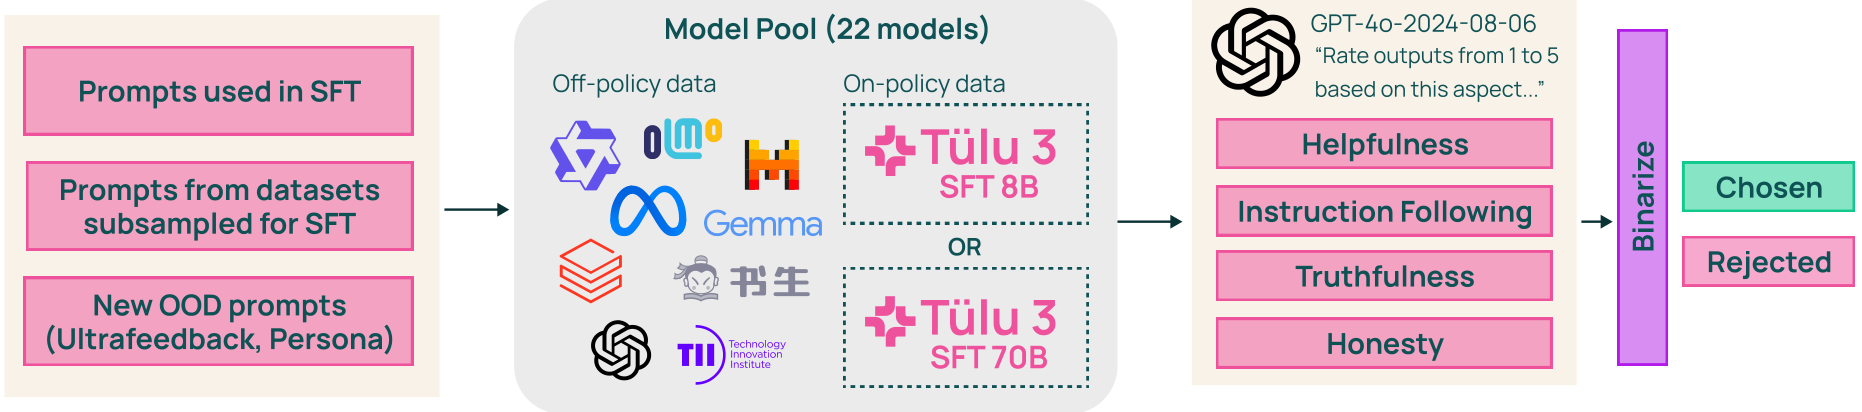 Prompts used in SFT
Prompts from datasets
subsampled for SFT
New OOD prompts
(Ultrafeedback, Persona)
Model Pool (22 models)
Off-policy data
OLMo
Gemma
书生
TII
Technology
Innovation
Institute
On-policy data
Tülu 3
SFT 8B
OR
Tülu 3
SFT 70B
GPT-4o-2024-08-06
“Rate outputs from 1 to 5
based on this aspect...”
Helpfulness
Instruction Following
Truthfulness
Honesty
Binarize
Chosen
Rejected